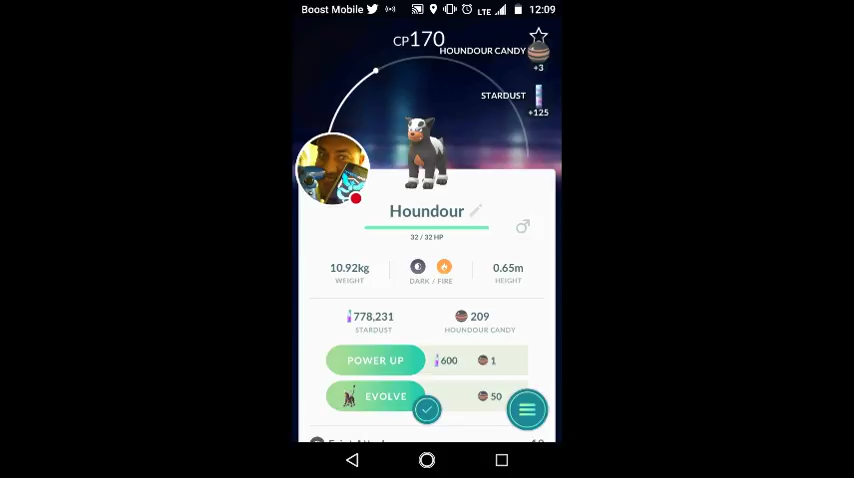 Boost Mobile LTE 12:09
CP170
HOUNDOUR CANDY
+3
STARDUST
+125
Houndour
32 / 32 HP
10.92kg 0.65m
WEIGHT DARK / FIRE HEIGHT
778,231 209
STARDUST HOUNDOUR CANDY
POWER UP 600 1
EVOLVE 50